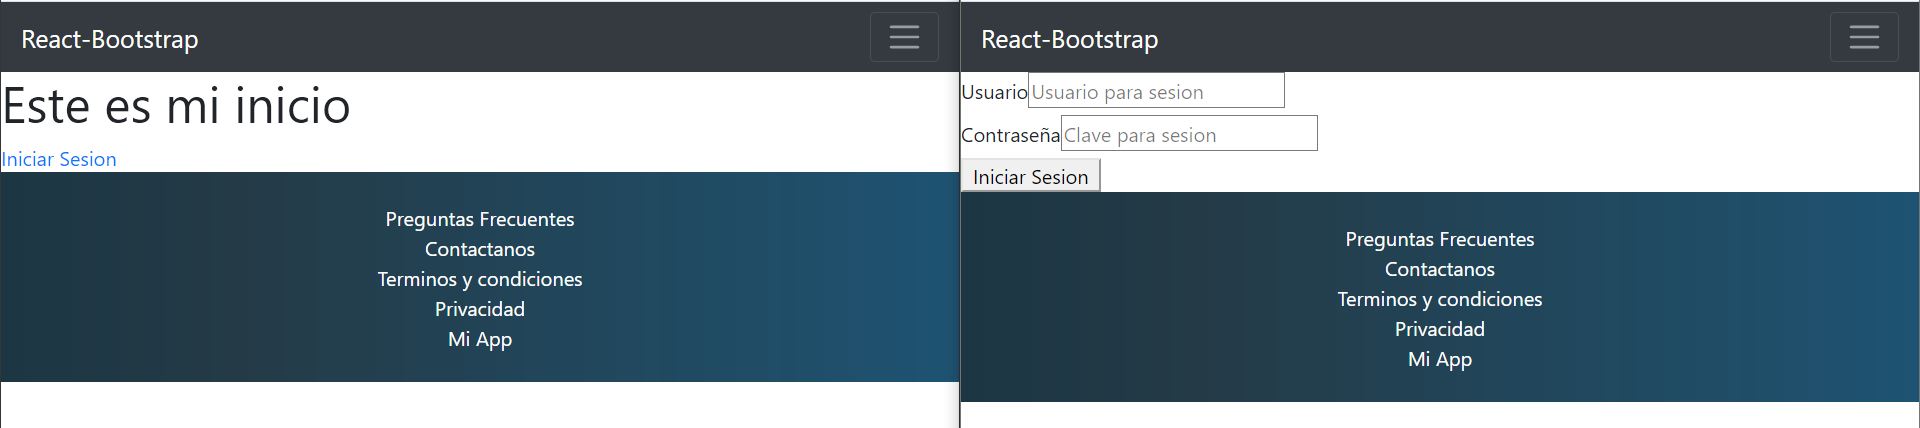 React-Bootstrap
Este es mi inicio
Iniciar Sesion
Preguntas Frecuentes
Contactanos
Terminos y condiciones
Privacidad
Mi App
React-Bootstrap
Usuario Usuario para sesion
Contraseña Clave para sesion
Iniciar Sesion
Preguntas Frecuentes
Contactanos
Terminos y condiciones
Privacidad
Mi App